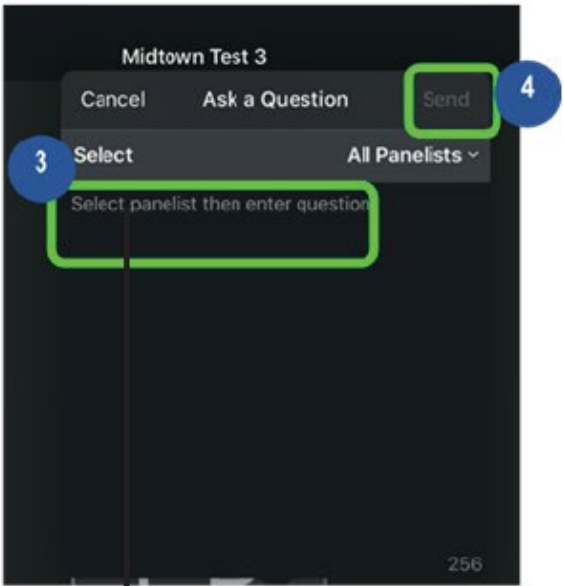 Midtown Test 3
Cancel Ask a Question Send 4
3 Select All Panelists
Select panelist then enter question
256